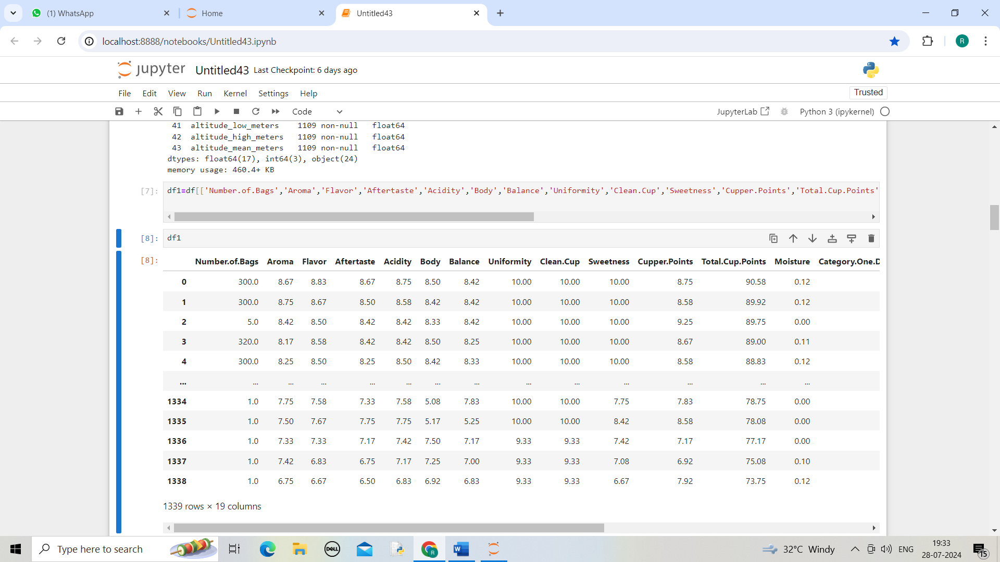 (1) WhatsApp
Home
Untitled43
localhost:8888/notebooks/Untitled43.ipynb
R
jupyter Untitled43 Last Checkpoint: 6 days ago
File Edit View Run Kernel Settings Help
Trusted
Code
JupyterLab
Python 3 (ipykernel)
41 altitude_low_meters 1109 non-null float64
42 altitude_high_meters 1109 non-null float64
43 altitude_mean_meters 1109 non-null float64
dtypes: float64(17), int64(3), object(24)
memory usage: 460.4+ KB
[7]: df1=df[['Number.of.Bags','Aroma','Flavor','Aftertaste','Acidity','Body','Balance','Uniformity','Clean.Cup','Sweetness','Cupper.Points','Total.Cup.Points'
[8]: df1
[8]: Number.of.Bags Aroma Flavor Aftertaste Acidity Body Balance Uniformity Clean.Cup Sweetness Cupper.Points Total.Cup.Points Moisture Category.One.D
0 300.0 8.67 8.83 8.67 8.75 8.50 8.42 10.00 10.00 10.00 8.75 90.58 0.12
1 300.0 8.75 8.67 8.50 8.58 8.42 8.42 10.00 10.00 10.00 8.58 89.92 0.12
2 5.0 8.42 8.50 8.42 8.42 8.33 8.42 10.00 10.00 10.00 9.25 89.75 0.00
3 320.0 8.17 8.58 8.42 8.42 8.50 8.25 10.00 10.00 10.00 8.67 89.00 0.11
4 300.0 8.25 8.50 8.25 8.50 8.42 8.33 10.00 10.00 10.00 8.58 88.83 0.12
... ... ... ... ... ... ... ... ... ... ... ... ... ...
1334 1.0 7.75 7.58 7.33 7.58 5.08 7.83 10.00 10.00 7.75 7.83 78.75 0.00
1335 1.0 7.50 7.67 7.75 7.75 5.17 5.25 10.00 10.00 8.42 8.58 78.08 0.00
1336 1.0 7.33 7.33 7.17 7.42 7.50 7.17 9.33 9.33 7.42 7.17 77.17 0.00
1337 1.0 7.42 6.83 6.75 7.17 7.25 7.00 9.33 9.33 7.08 6.92 75.08 0.10
1338 1.0 6.75 6.67 6.50 6.83 6.92 6.83 9.33 9.33 6.67 7.92 73.75 0.12
1339 rows × 19 columns
Type here to search
DELL
R
W
32°C Windy
ENG
19:33
28-07-2024
15